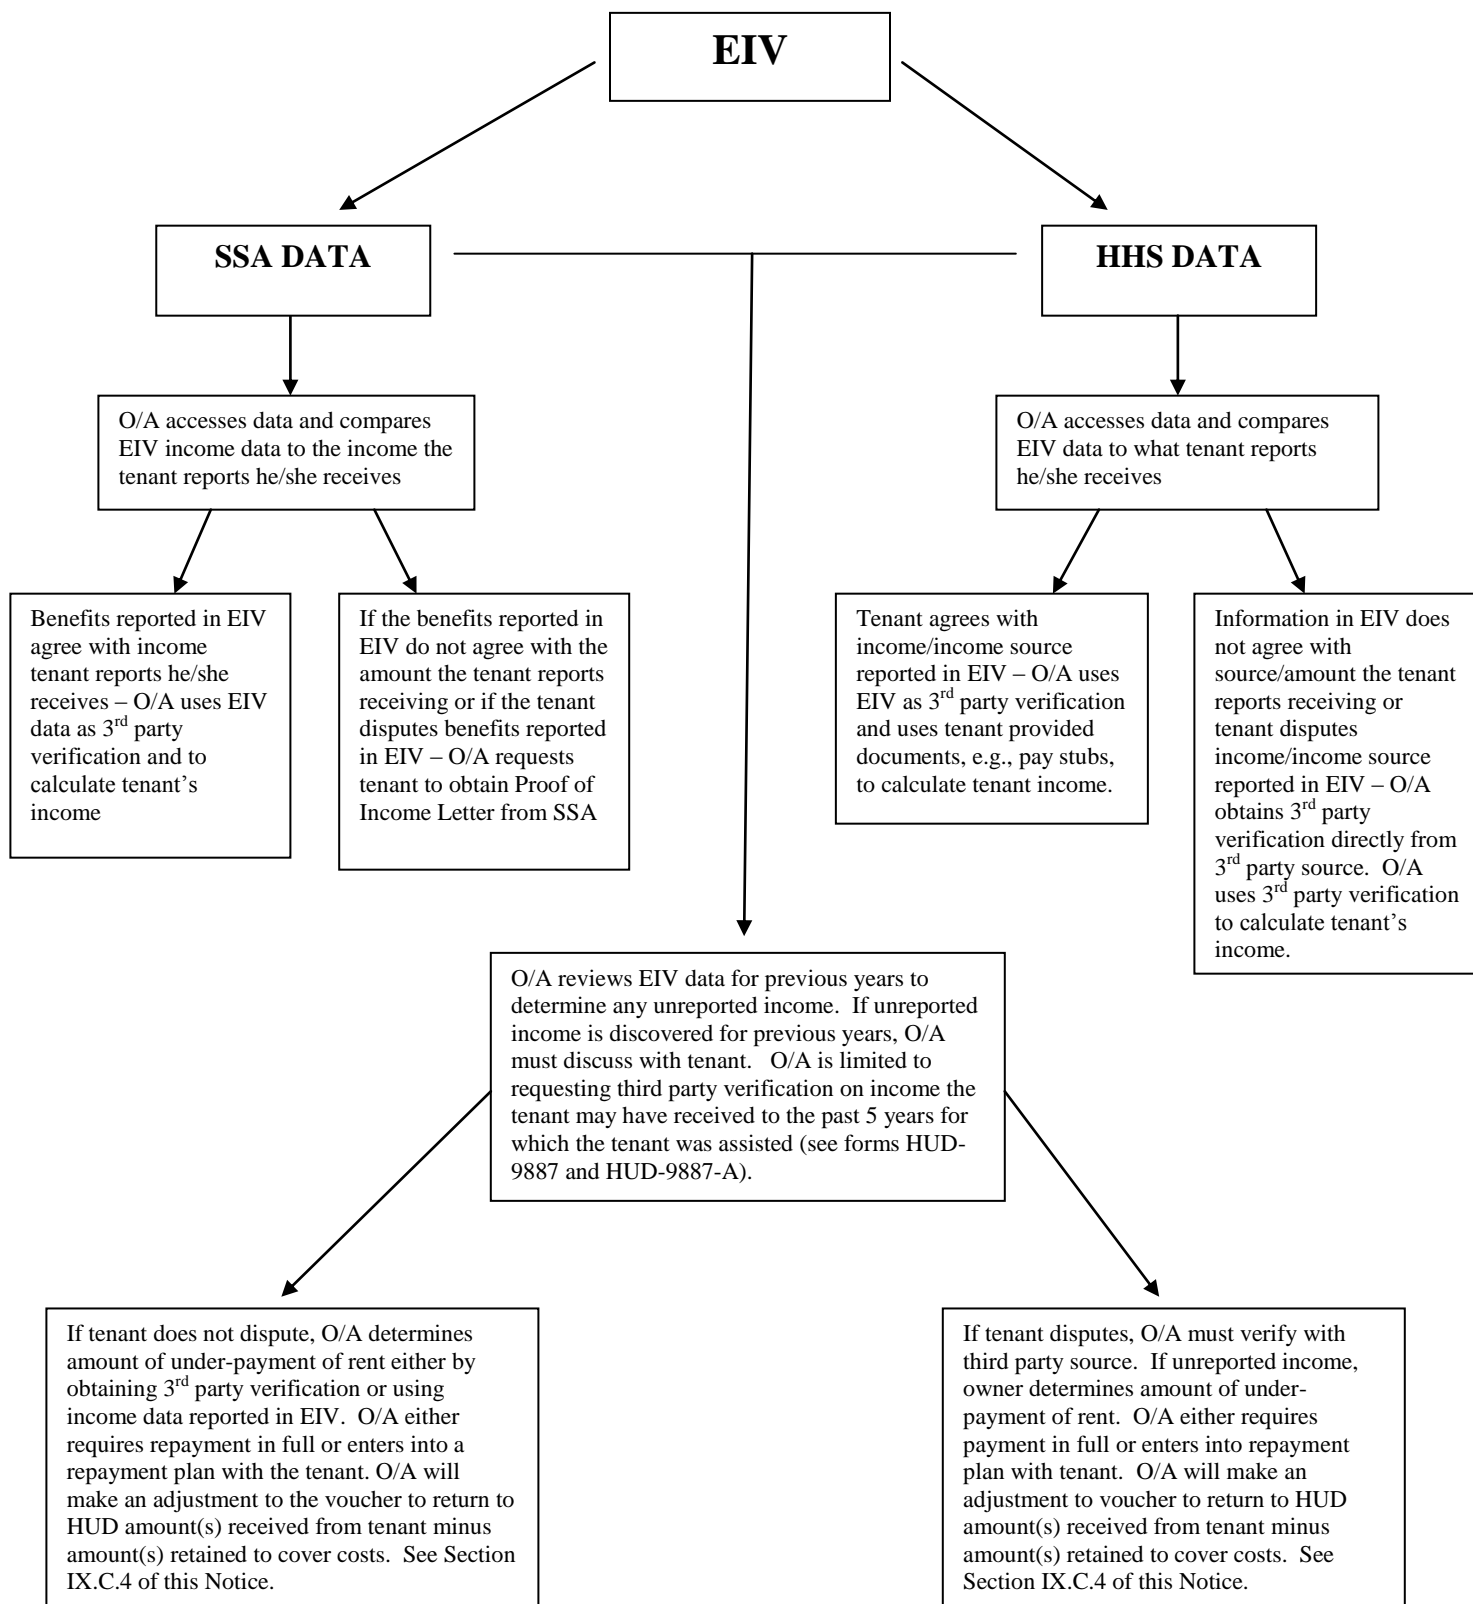 EIV
SSA DATA
HHS DATA
O/A accesses data and compares
EIV income data to the income the
tenant reports he/she receives
O/A accesses data and compares
EIV data to what tenant reports
he/she receives
Benefits reported in EIV
agree with income
tenant reports he/she
receives – O/A uses EIV
data as 3rd party
verification and to
calculate tenant’s
income
If the benefits reported in
EIV do not agree with the
amount the tenant reports
receiving or if the tenant
disputes benefits reported
in EIV – O/A requests
tenant to obtain Proof of
Income Letter from SSA
Tenant agrees with
income/income source
reported in EIV – O/A uses
EIV as 3rd party verification
and uses tenant provided
documents, e.g., pay stubs,
to calculate tenant income.
Information in EIV does
not agree with
source/amount the tenant
reports receiving or
tenant disputes
income/income source
reported in EIV – O/A
obtains 3rd party
verification directly from
3rd party source.  O/A
uses 3rd party verification
to calculate tenant’s
income.
O/A reviews EIV data for previous years to
determine any unreported income.  If unreported
income is discovered for previous years, O/A
must discuss with tenant.   O/A is limited to
requesting third party verification on income the
tenant may have received to the past 5 years for
which the tenant was assisted (see forms HUD-
9887 and HUD-9887-A).
If tenant does not dispute, O/A determines
amount of under-payment of rent either by
obtaining 3rd party verification or using
income data reported in EIV.  O/A either
requires repayment in full or enters into a
repayment plan with the tenant. O/A will
make an adjustment to the voucher to return to
HUD amount(s) received from tenant minus
amount(s) retained to cover costs.  See Section
IX.C.4 of this Notice.
If tenant disputes, O/A must verify with
third party source.  If unreported income,
owner determines amount of under-
payment of rent.  O/A either requires
payment in full or enters into repayment
plan with tenant.  O/A will make an
adjustment to voucher to return to HUD
amount(s) received from tenant minus
amount(s) retained to cover costs.  See
Section IX.C.4 of this Notice.